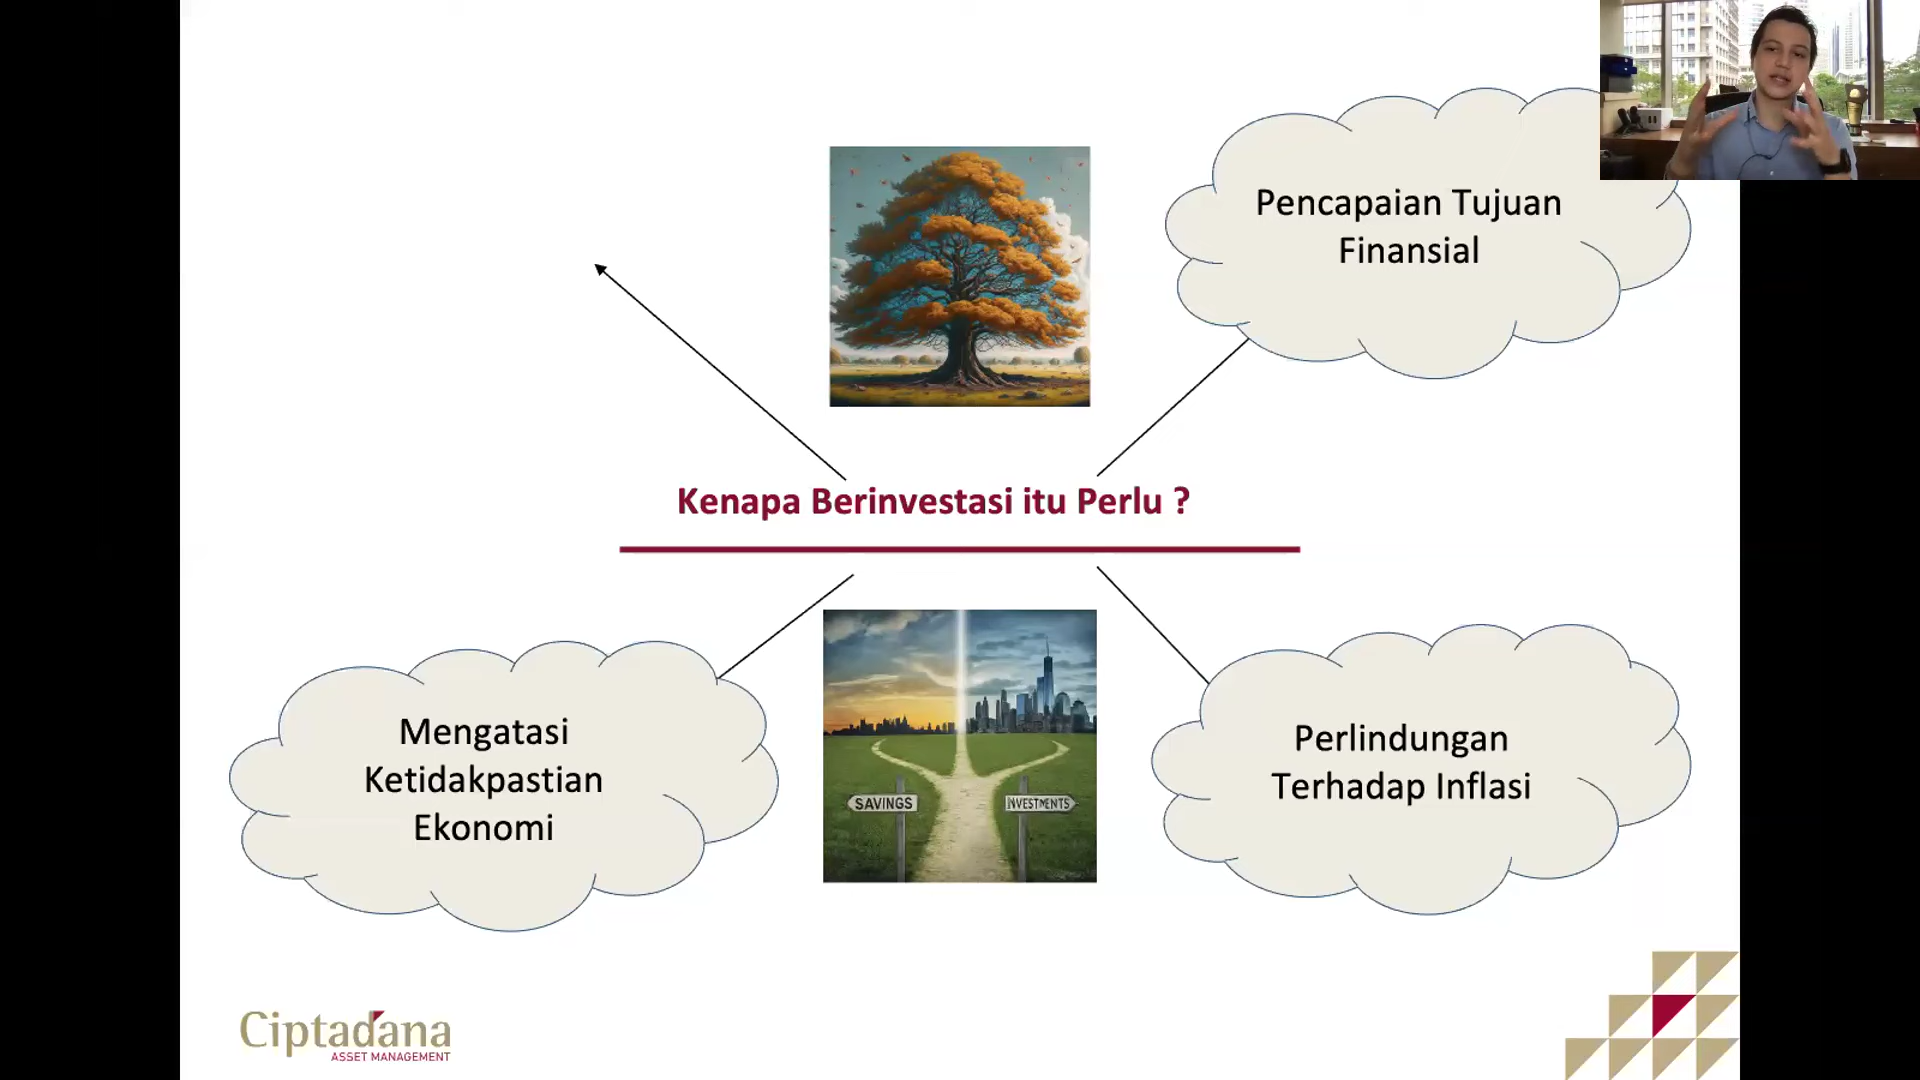 Pencapaian Tujuan
Finansial
Kenapa Berinvestasi itu Perlu ?
Mengatasi
Ketidakpastian
Ekonomi
SAVINGS
INVESTMENTS
Perlindungan
Terhadap Inflasi
Ciptadana
ASSET MANAGEMENT